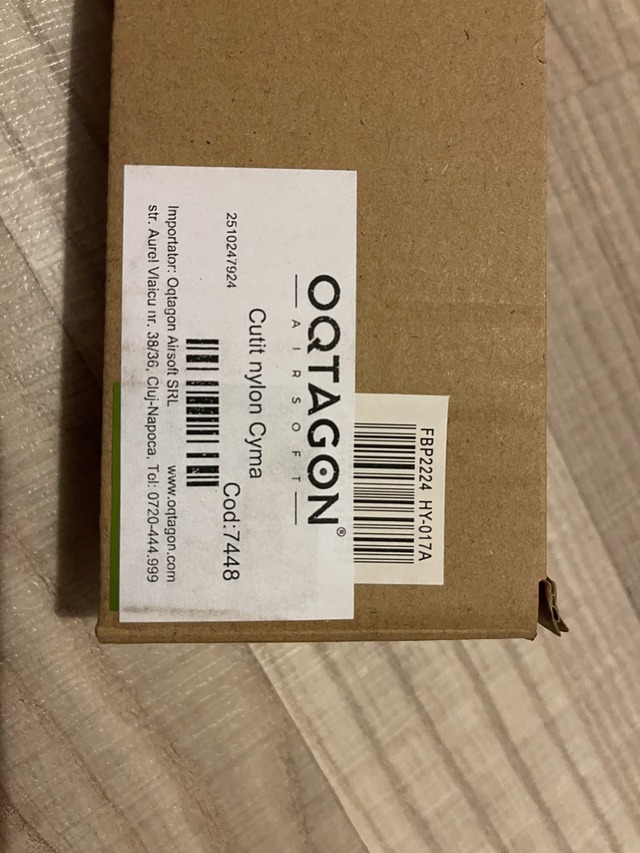 FBP2224 HY-017A
OQTAGON®
AIRSOFT
Cutit nylon Cyma
2510247924
Cod:7448
Importator: Oqtagon Airsoft SRL www.oqtagon.com
str. Aurel Vlaicu nr. 38/36, Cluj-Napoca, Tel: 0720-444.999